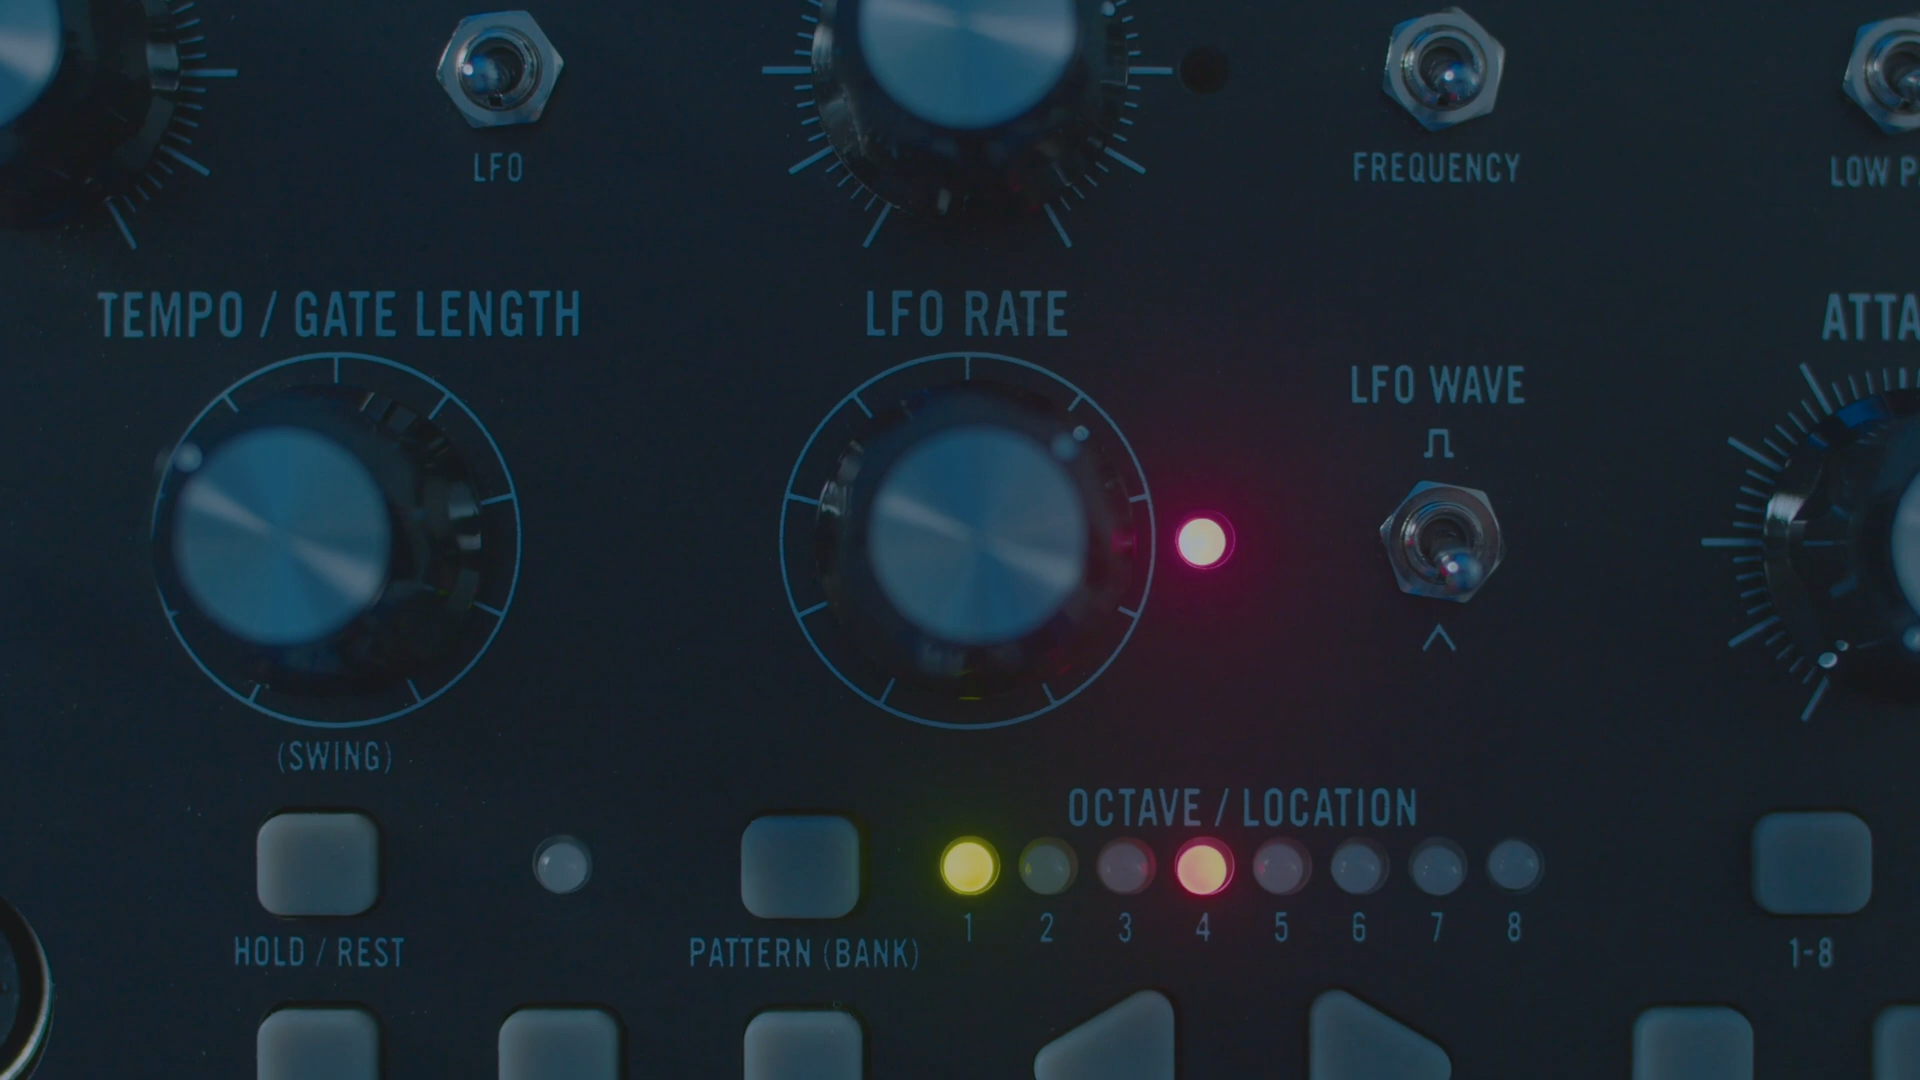 LFO
FREQUENCY
LOW P
TEMPO / GATE LENGTH
LFO RATE
ATTA
LFO WAVE
(SWING)
OCTAVE / LOCATION
1 2 3 4 5 6 7 8
HOLD / REST
PATTERN (BANK)
1-8